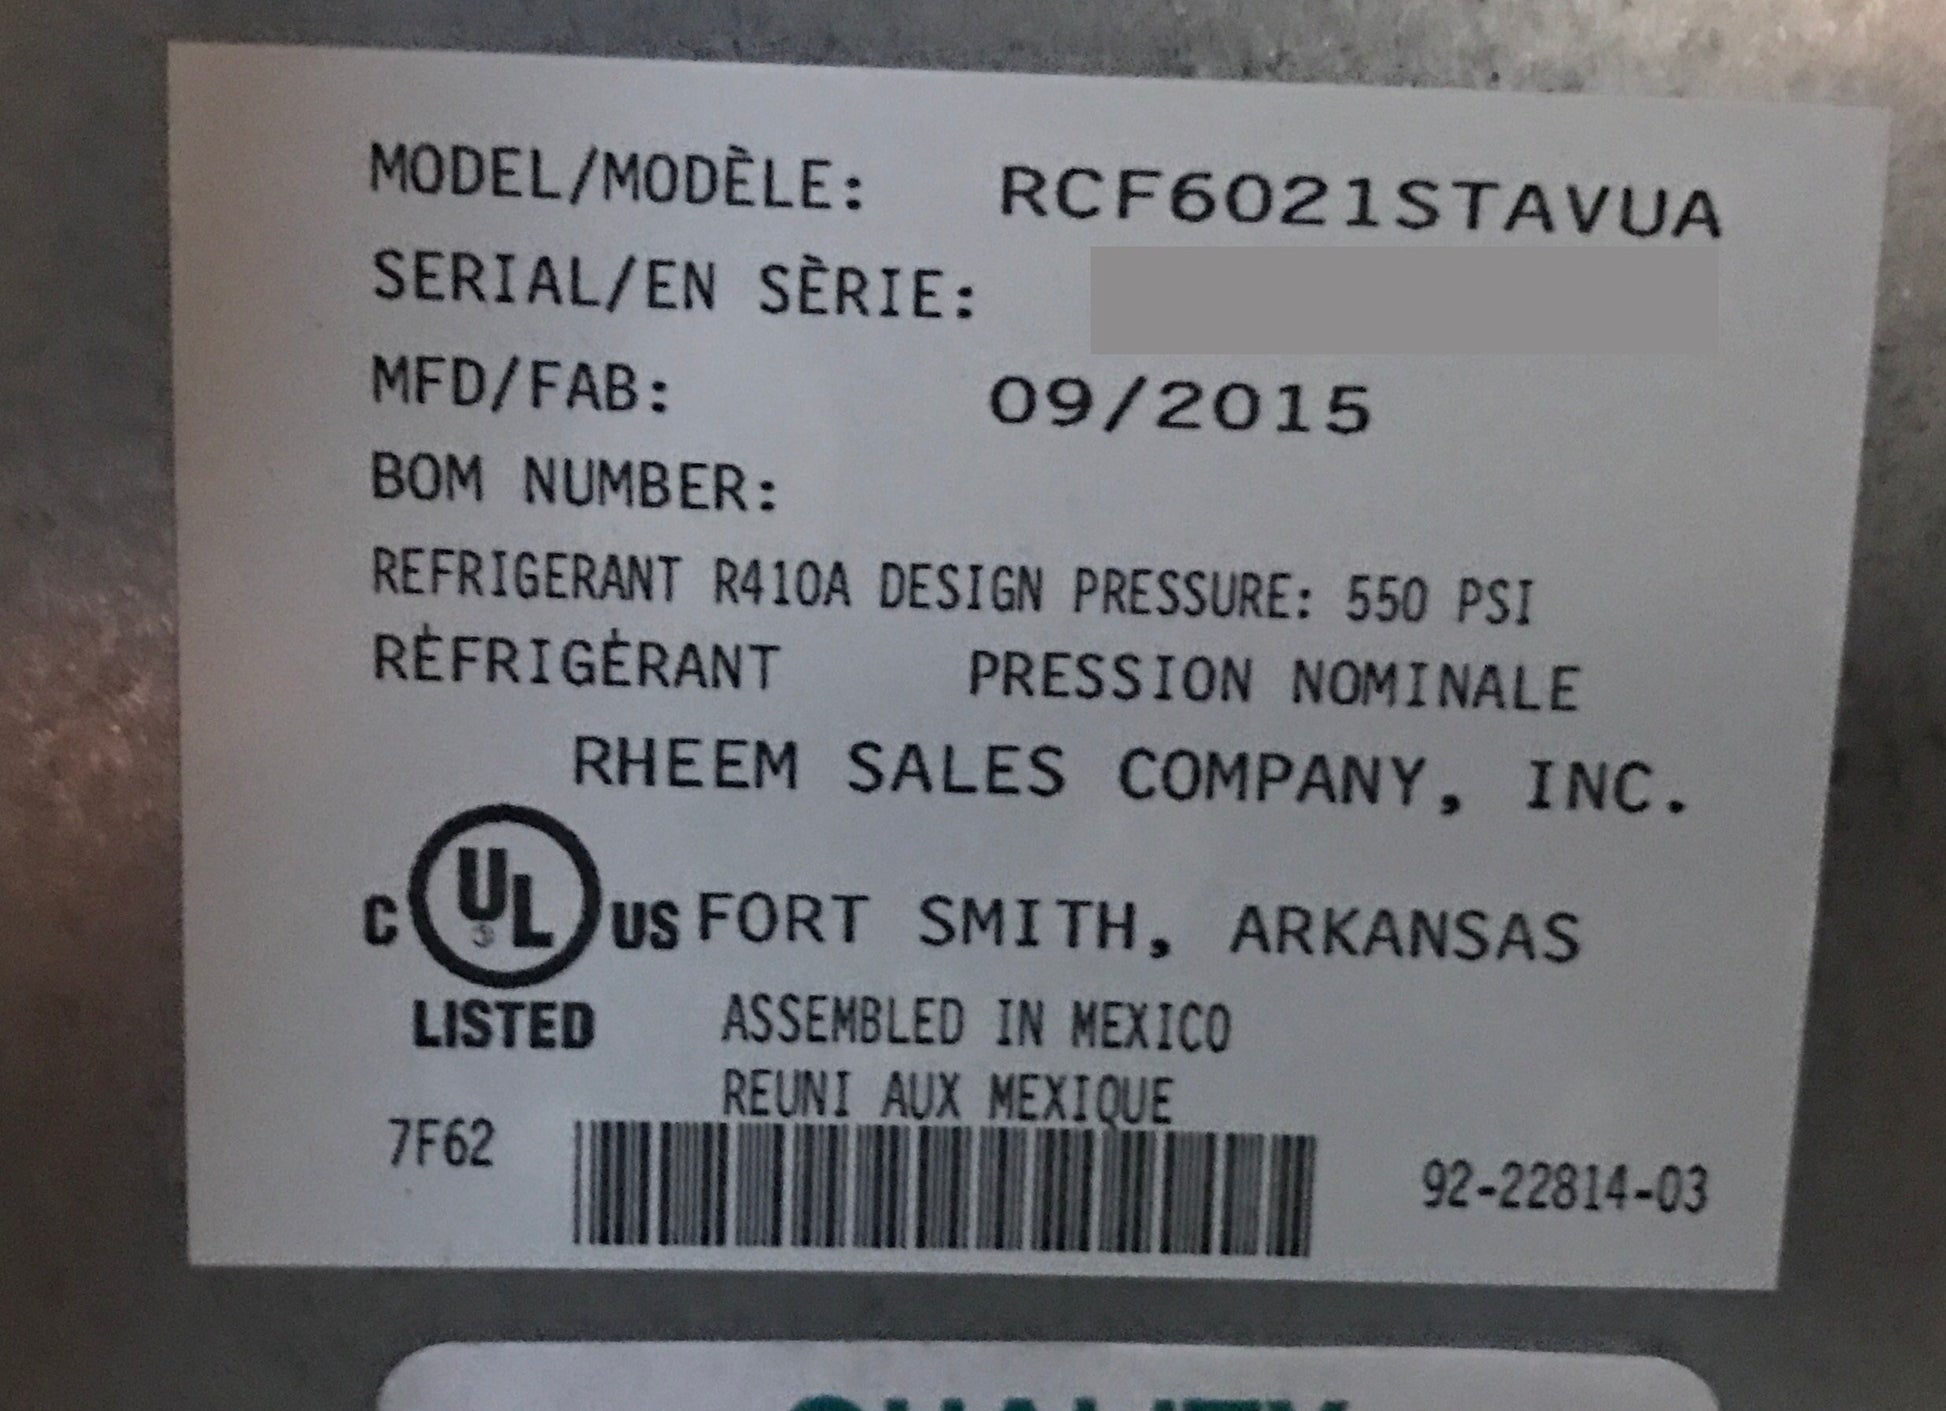 MODEL/MODÈLE: RCF6021STAVUA
SERIAL/EN SÈRIE:
MFD/FAB: 09/2015
BOM NUMBER:
REFRIGERANT R410A DESIGN PRESSURE: 550 PSI
RĖFRIGĖRANT PRESSION NOMINALE
RHEEM SALES COMPANY, INC.
C UL US FORT SMITH, ARKANSAS
LISTED ASSEMBLED IN MEXICO
REUNI AUX MEXIQUE
7F62 92-22814-03
QUALITY